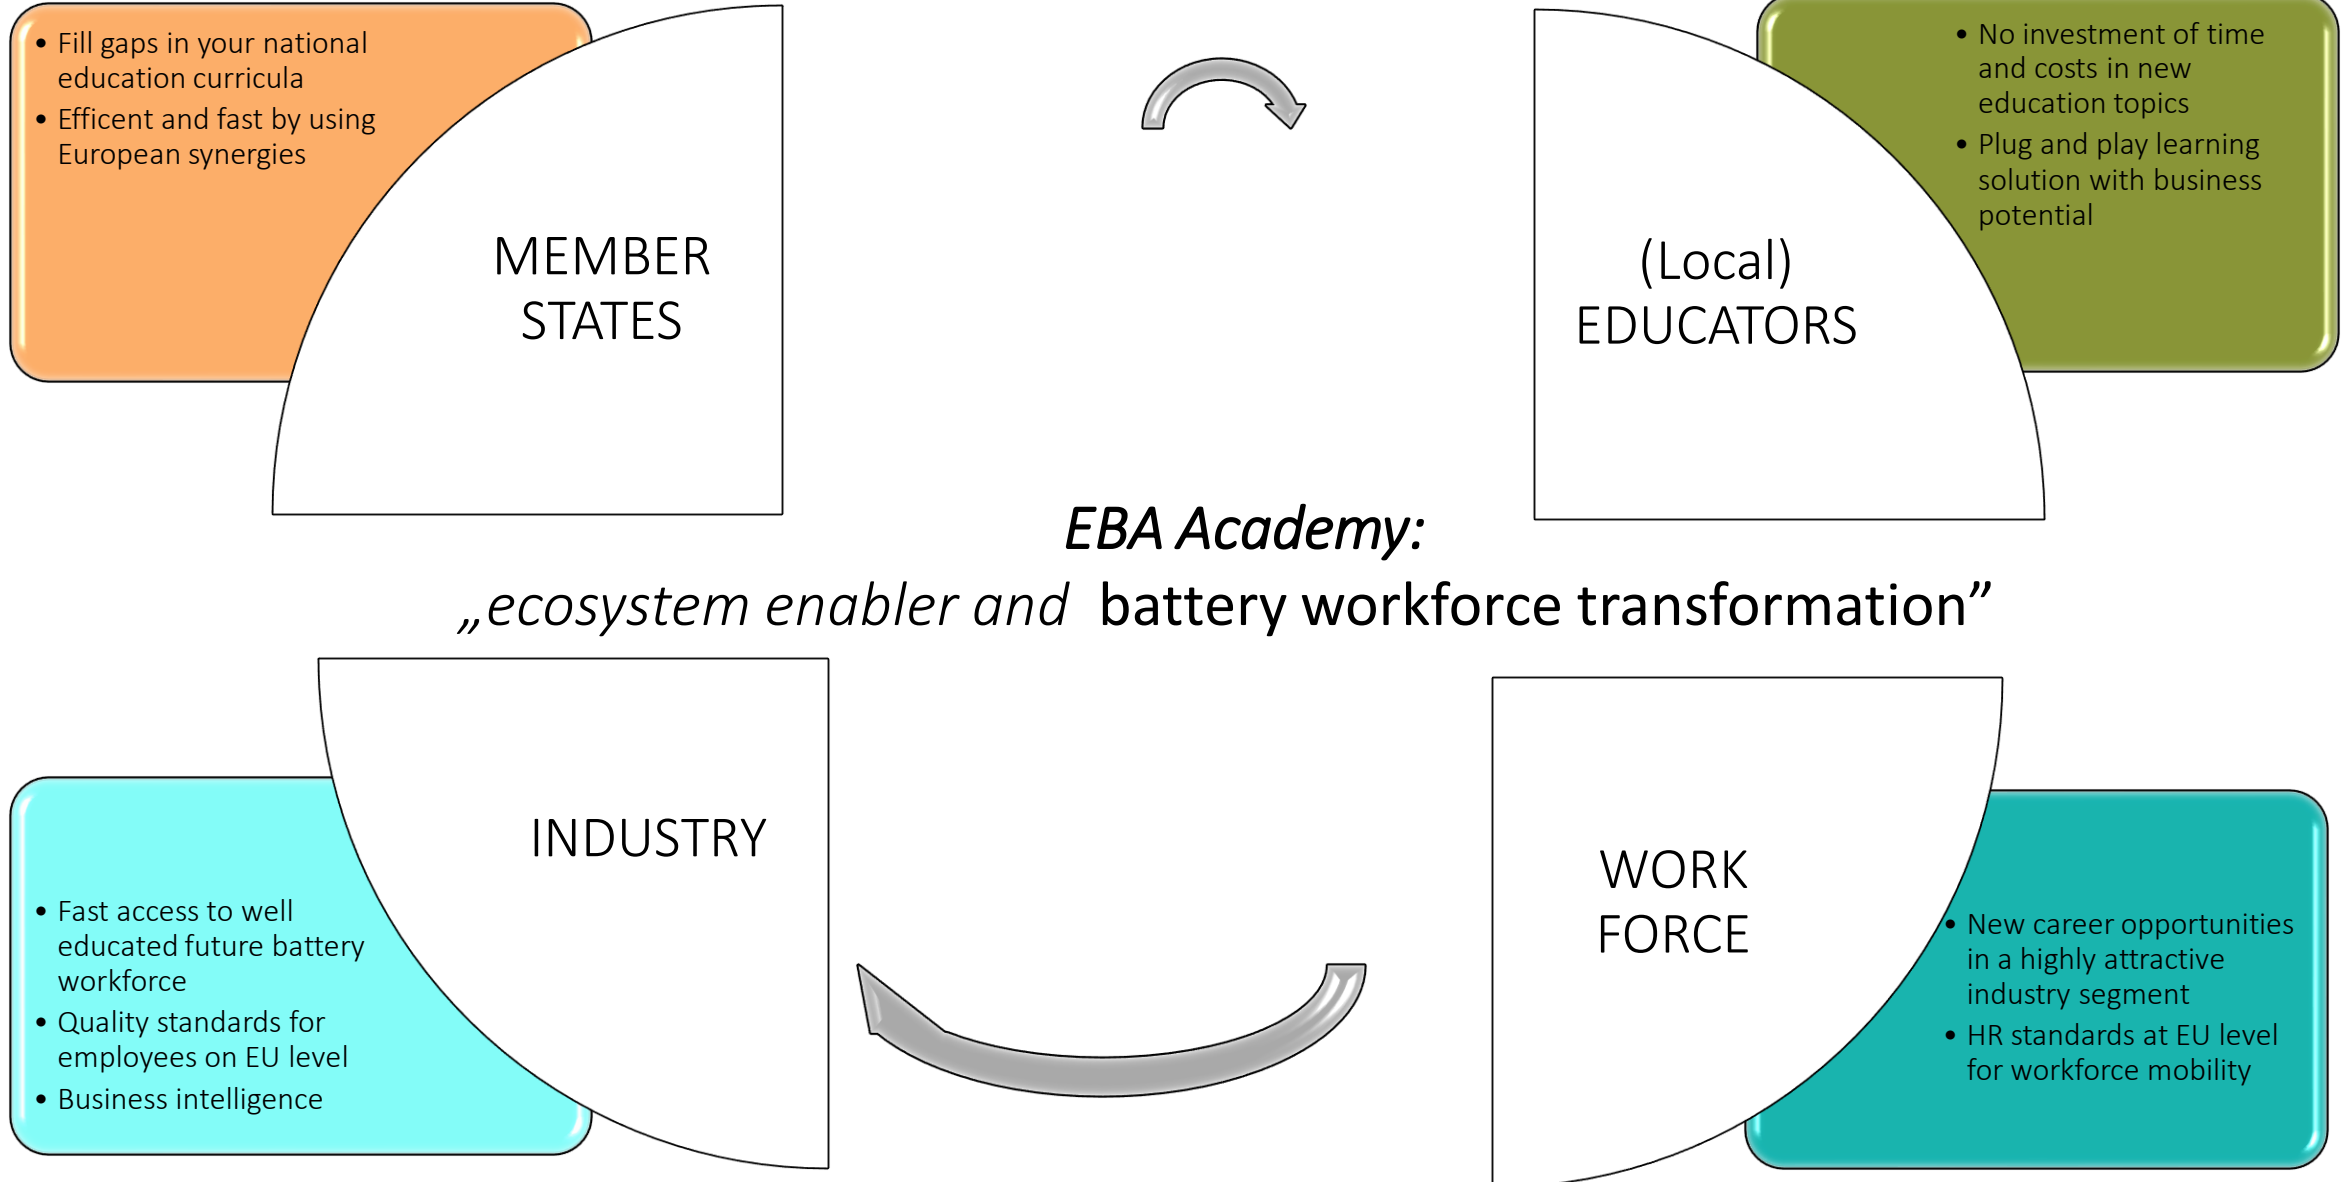 • Fill gaps in your national
education curricula
• Efficent and fast by using
European synergies
MEMBER
STATES
• No investment of time
and costs in new
education topics
• Plug and play learning
solution with business
potential
(Local)
EDUCATORS
EBA Academy:
„ecosystem enabler and battery workforce transformation”
INDUSTRY
• Fast access to well
educated future battery
workforce
• Quality standards for
employees on EU level
• Business intelligence
WORK
FORCE
• New career opportunities
in a highly attractive
industry segment
• HR standards at EU level
for workforce mobility